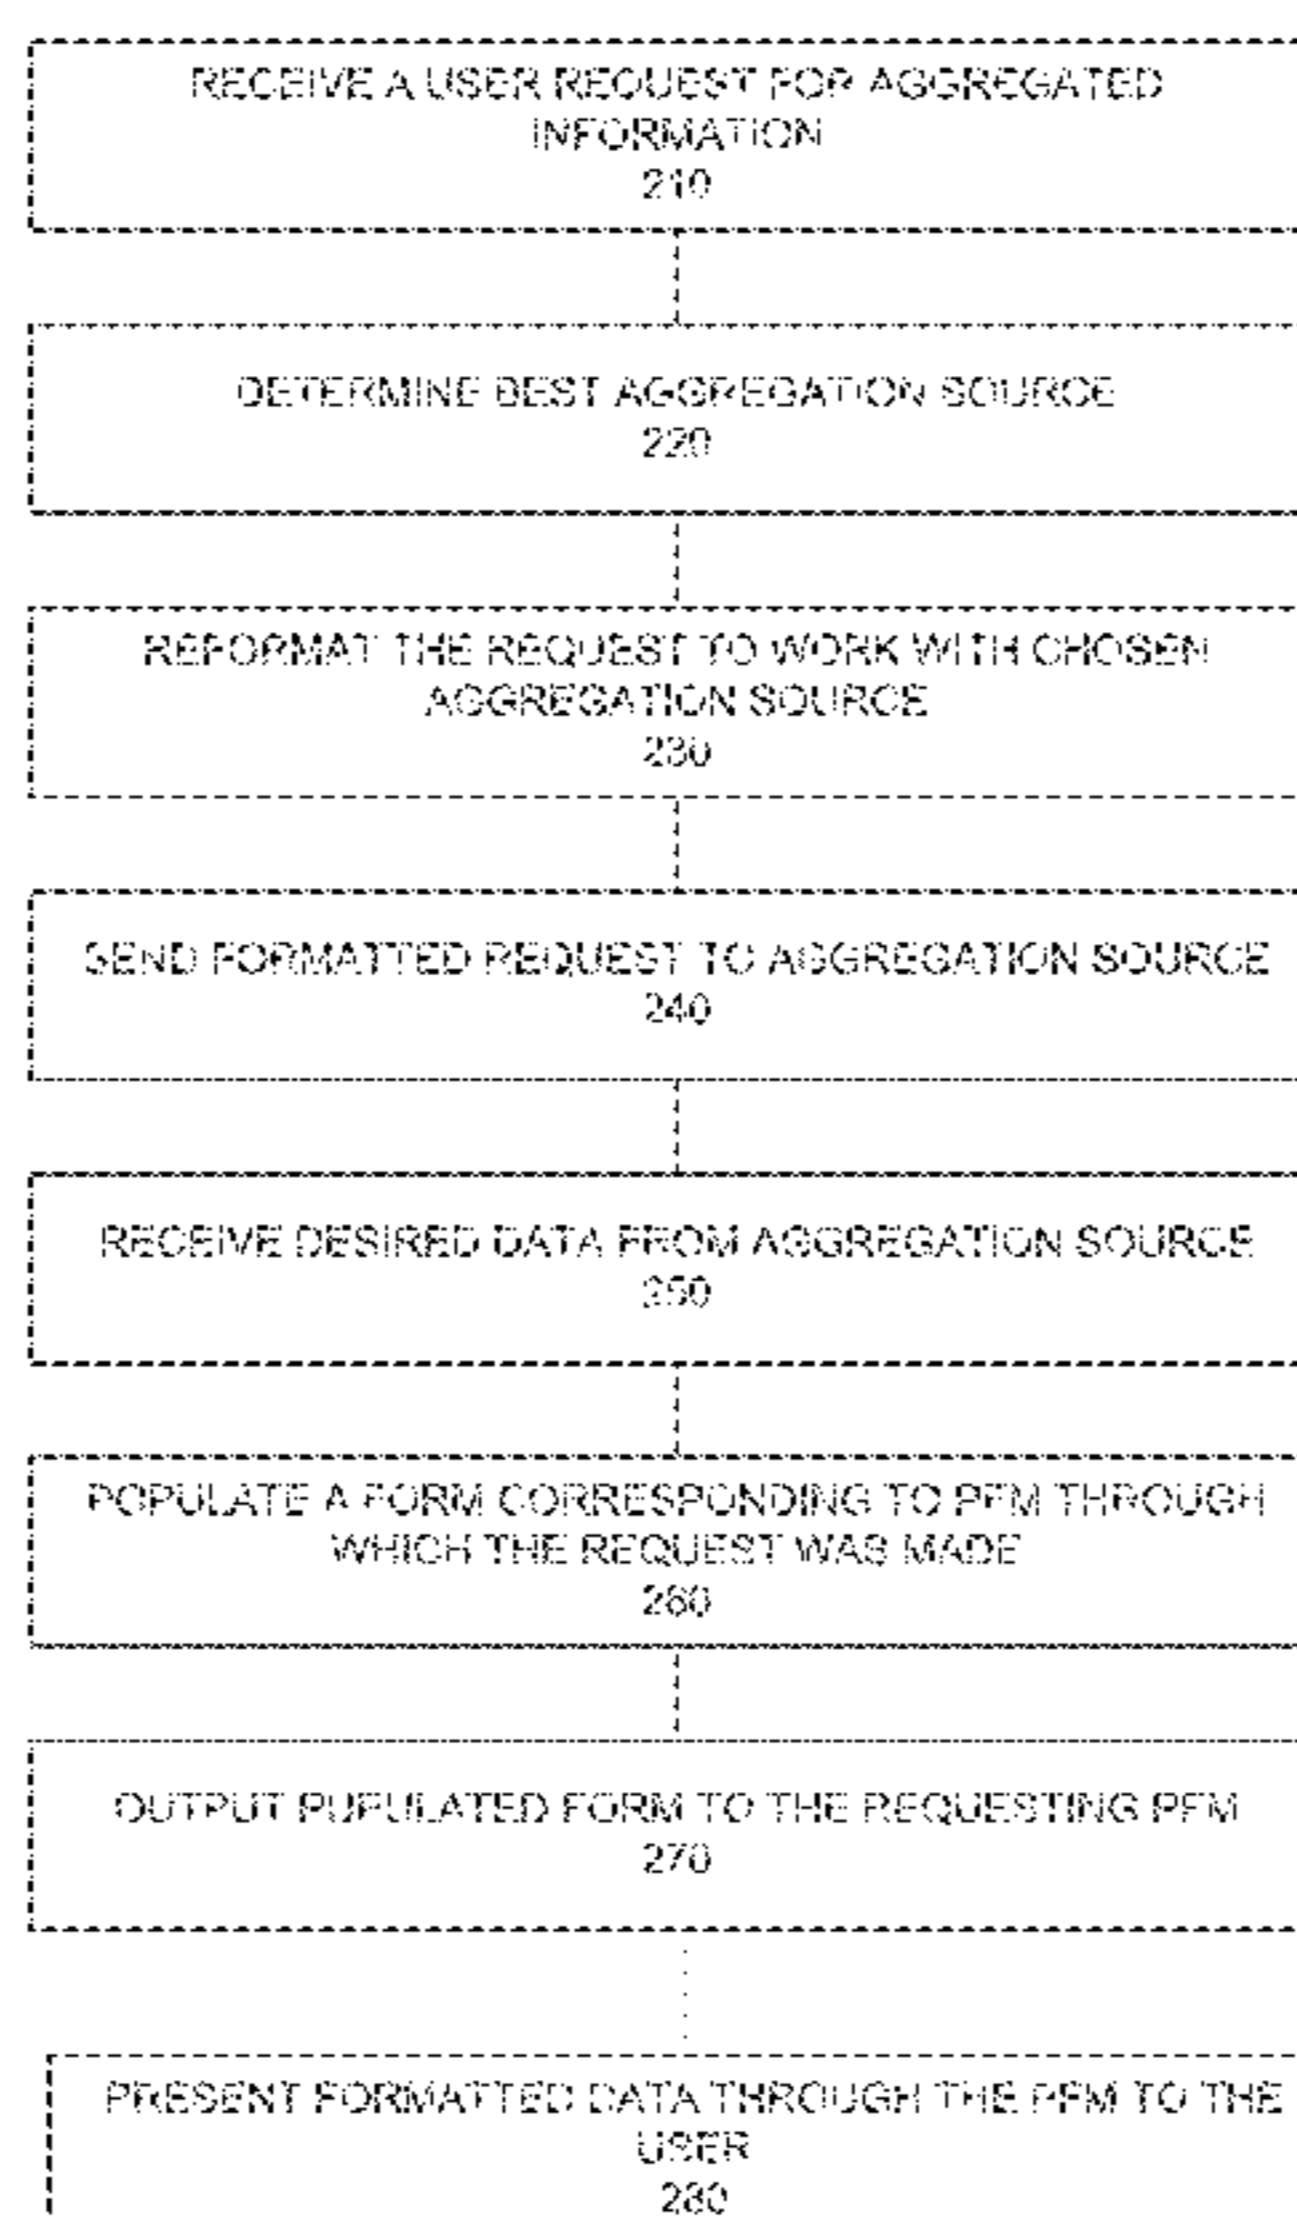 RECEIVE A USER REQUEST FOR AGGREGATED
INFORMATION
210
DETERMINE BEST AGGREGATION SOURCE
220
REFORMAT THE REQUEST TO WORK WITH CHOSEN
AGGREGATION SOURCE
230
SEND FORMATTED REQUEST TO AGGREGATION SOURCE
240
RECEIVE DESIRED DATA FROM AGGREGATION SOURCE
250
POPULATE A FORM CORRESPONDING TO PFM THROUGH
WHICH THE REQUEST WAS MADE
260
OUTPUT POPULATED FORM TO THE REQUESTING PFM
270
PRESENT FORMATTED DATA THROUGH THE PFM TO THE
USER
280